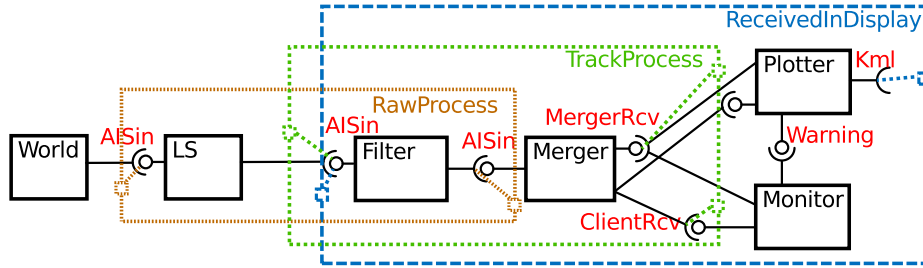 ReceivedInDisplay
TrackProcess
Kml
Plotter
RawProcess
MergerRcv
AISin
AISin
AISin
Warning
World
LS
Filter
Merger
Monitor
ClientRcv